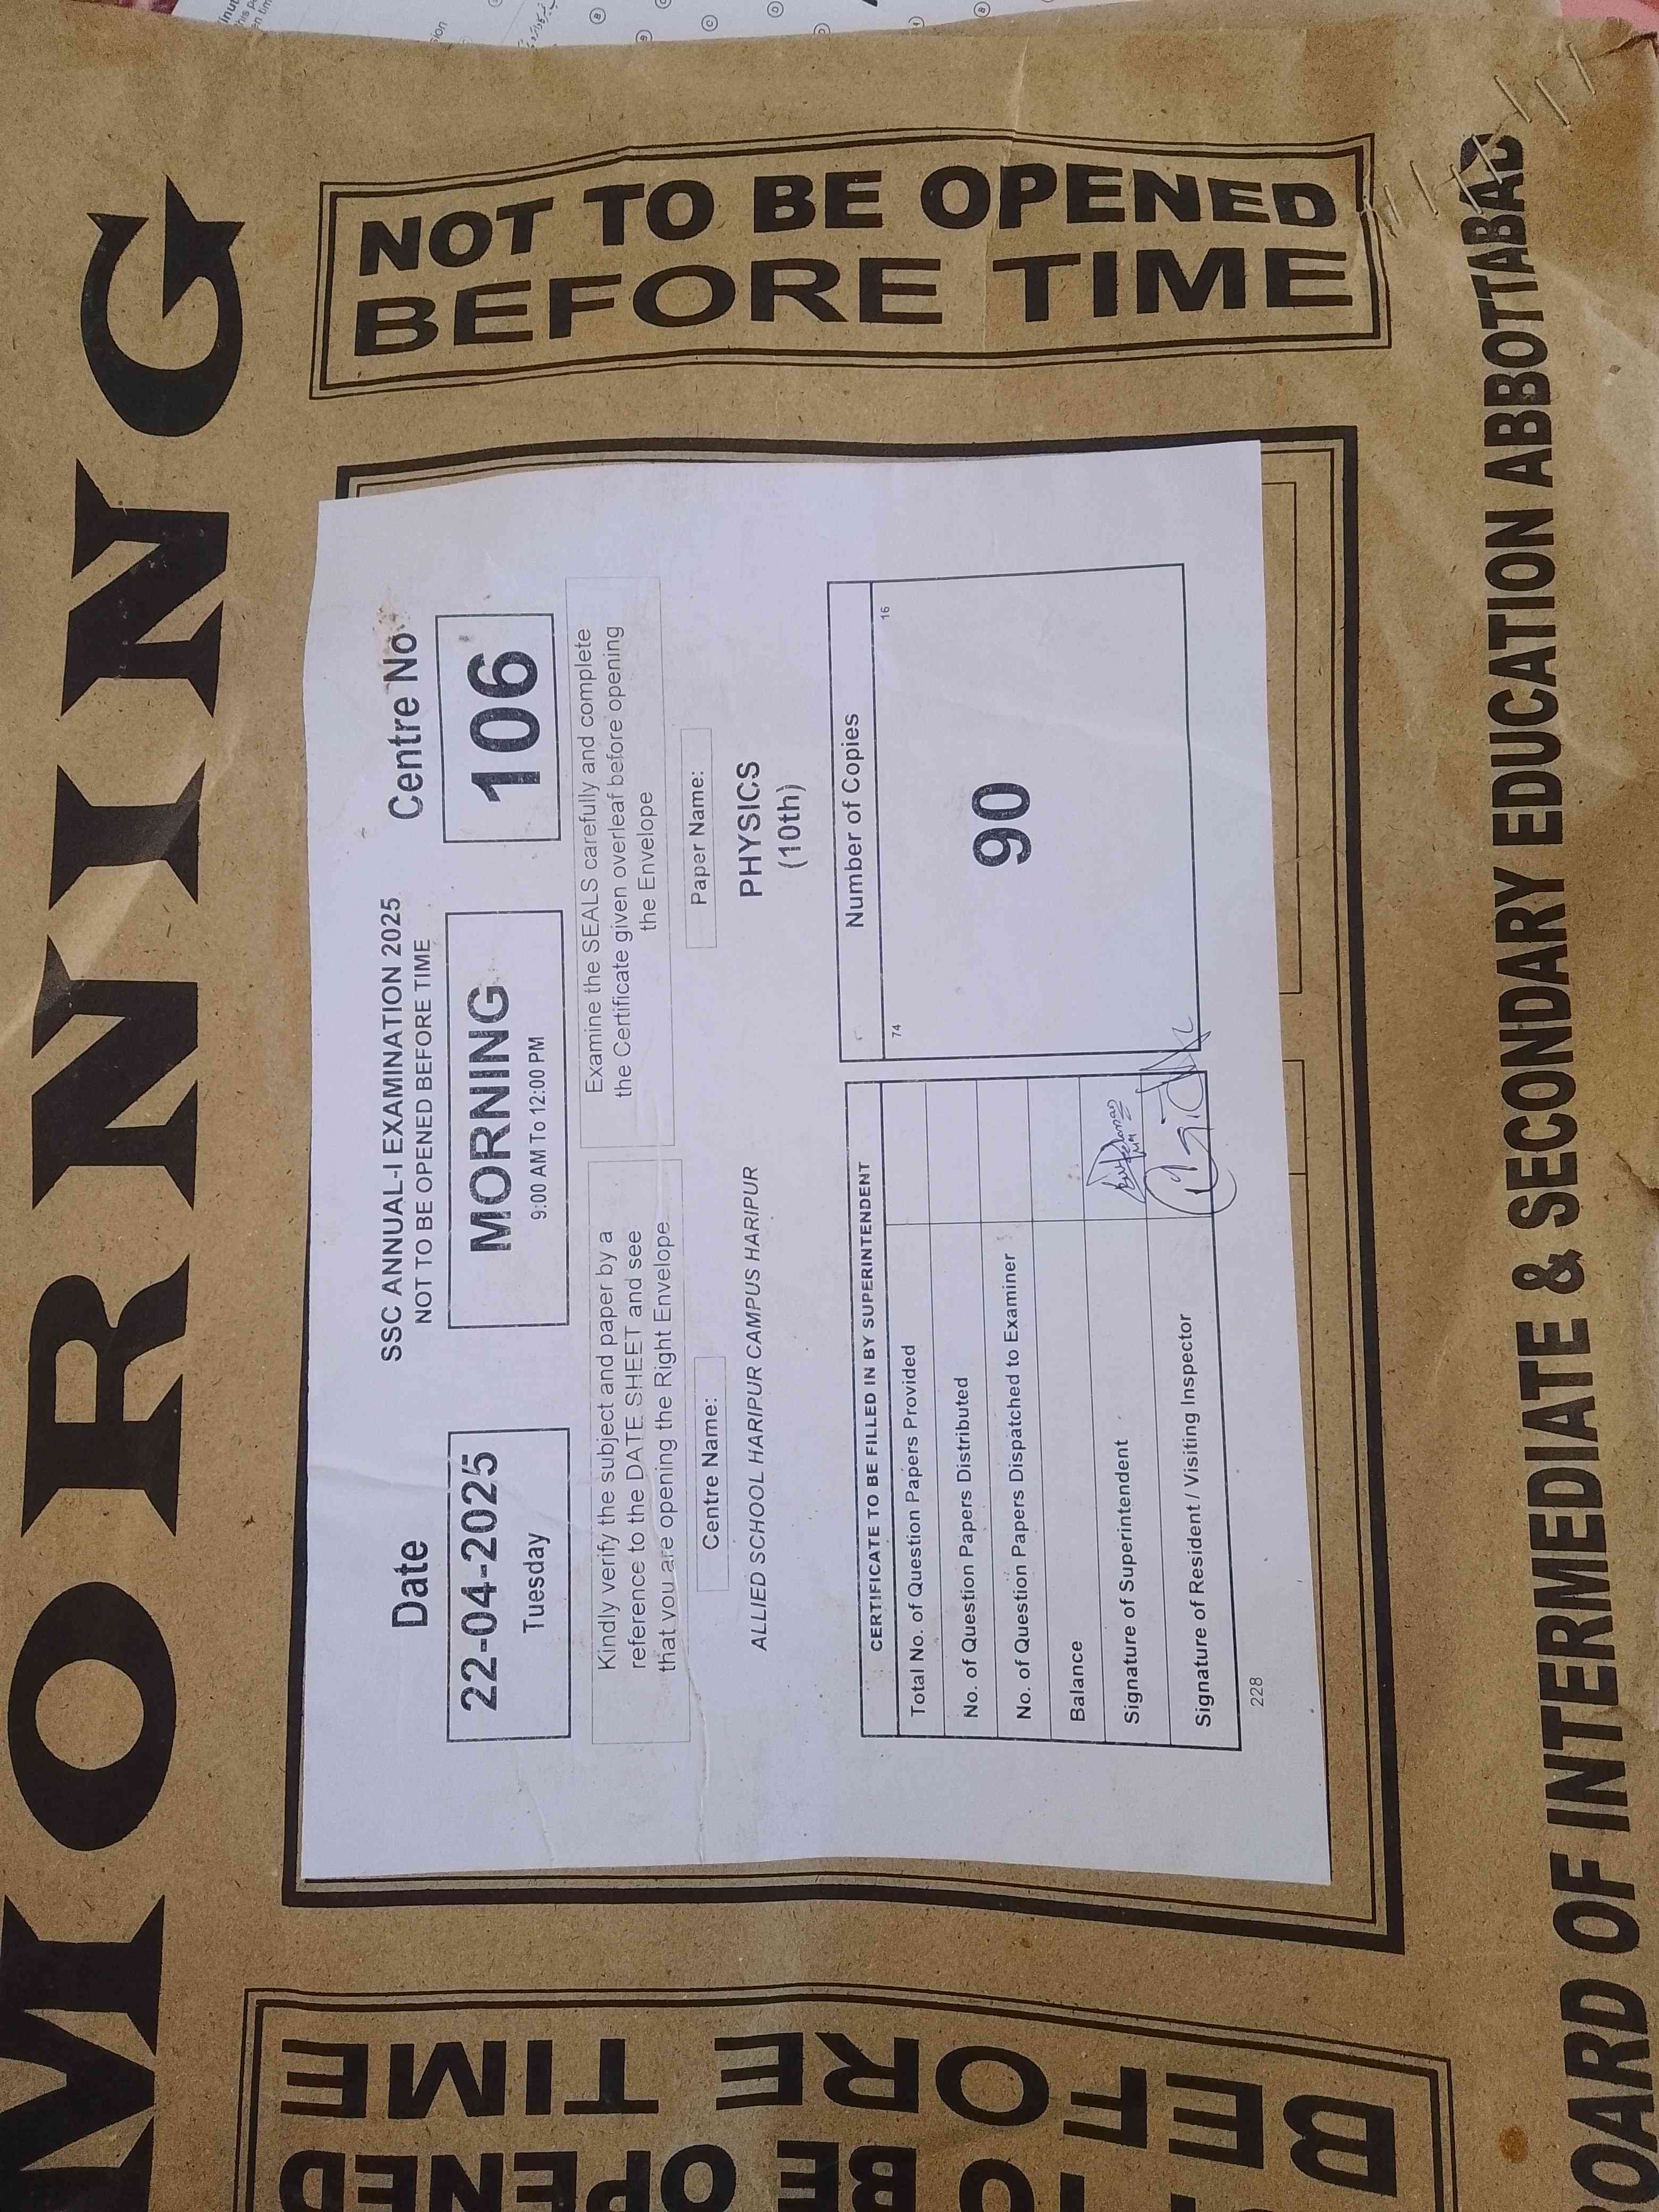 MORNING
NOT TO BE OPENED
BEFORE TIME
SSC ANNUAL-I EXAMINATION 2025
NOT TO BE OPENED BEFORE TIME
Date
22-04-2025
Tuesday
MORNING
9:00 AM To 12:00 PM
Centre No
106
Kindly verify the subject and paper by a
reference to the DATE SHEET and see
that you are opening the Right Envelope
Examine the SEALS carefully and complete
the Certificate given overleaf before opening
the Envelope
Centre Name:
ALLIED SCHOOL HARIPUR CAMPUS HARIPUR
Paper Name:
PHYSICS
(10th)
CERTIFICATE TO BE FILLED IN BY SUPERINTENDENT
Total No. of Question Papers Provided
No. of Question Papers Distributed
No. of Question Papers Dispatched to Examiner
Balance
Signature of Superintendent
Signature of Resident / Visiting Inspector
Number of Copies
74
16
90
228
OARD OF INTERMEDIATE & SECONDARY EDUCATION ABBOTTABAD
TO BE OPENED
BEFORE TIME